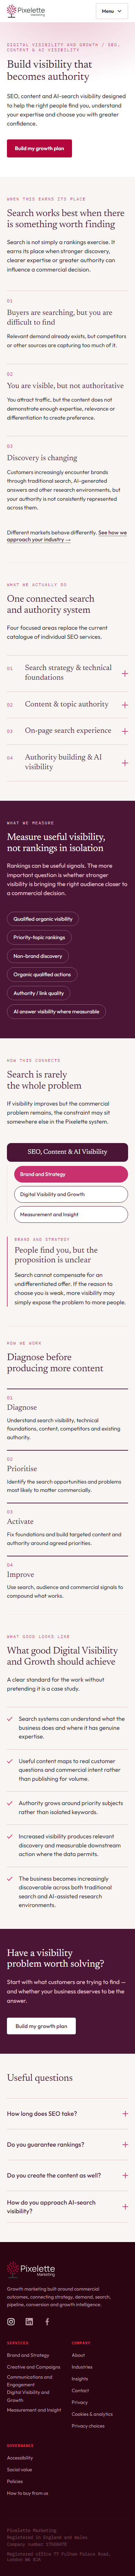 Pixelette
Marketing
Menu
DIGITAL VISIBILITY AND GROWTH / SEO,
CONTENT & AI VISIBILITY
Build visibility that
becomes authority
SEO, content and AI-search visibility built
to help the right people find you, understand
your expertise and choose you with greater
confidence.
Build my growth plan
WHEN THIS EARNS ITS PLACE
Search works best when there
is something worth finding
Search is not simply a rankings exercise. It
earns its place when stronger discovery,
clearer expertise or greater authority can
influence a commercial decision.
01
Buyers are searching, but you are
difficult to find
Relevant demand already exists, but competitors
or other sources are capturing too much of it.
02
You are visible, but not authoritative
You attract traffic, but the content does not
demonstrate enough expertise, relevance or
differentiation to create preference.
03
Discovery is changing
Customers increasingly encounter brands
through traditional search, AI-generated
answers and other research environments, but
your authority is not consistently represented
across them.
Different markets behave differently. See how we
approach your industry →
WHAT WE ACTUALLY DO
One connected search
and authority system
Four focused areas replace the current
catalogue of individual SEO services.
01 Search strategy & technical
foundations
02 Content & topic authority
03 On-page search experience
04 Authority building & AI
visibility
WHAT WE MEASURE
Measure useful visibility,
not rankings in isolation
Rankings can be useful signals. The more
important question is whether stronger
visibility is bringing the right audience closer to
a commercial decision.
Qualified organic visibility
Priority-topic rankings
Non-brand discovery
Organic qualified actions
Authority / link quality
AI answer visibility where measurable
HOW THIS CONNECTS
Search is rarely
the whole problem
If visibility improves but the commercial
problem remains, the constraint may sit
elsewhere in the Pixelette system.
SEO, Content & AI Visibility
Brand and Strategy
Digital Visibility and Growth
Measurement and Insight
BRAND AND STRATEGY
People find you, but the
proposition is unclear
Search cannot compensate for an
undifferentiated offer. If the reason to
choose you is weak, more visibility
simply exposes the problem to more people.
HOW WE WORK
Diagnose before
producing more content
01
Diagnose
Understand search visibility, technical
foundations, content, competitors and existing
authority.
02
Prioritise
Identify the search opportunities and problems
most likely to matter commercially.
03
Activate
Fix foundations and build targeted content and
authority around agreed priorities.
04
Improve
Use search, audience and commercial signals to
compound what works.
WHAT GOOD LOOKS LIKE
What good Digital Visibility
and Growth should achieve
A clear standard for the work without
pretending it is a case study.
Search systems can understand what the
business does and where it has genuine
expertise.
Useful content maps to real customer
questions and commercial intent rather
than publishing for volume.
Authority grows around priority subjects
rather than isolated keywords.
Increased visibility produces relevant
discovery and measurable downstream
action where the data permits.
The business becomes increasingly
discoverable across both traditional
search and AI-assisted research
environments.
Have a visibility
problem worth solving?
Start with what customers are trying to find —
and whether your business deserves to be the
answer.
Build my growth plan
Useful questions
How long does SEO take?
Do you guarantee rankings?
Do you create the content as well?
How do you approach AI-search
visibility?
Pixelette
Marketing
Growth marketing built around commercial
outcomes, connecting strategy, demand, search,
pipeline, conversion and growth intelligence.
SERVICES
Brand and Strategy
Creative and Campaigns
Communications and
Engagement
Digital Visibility and
Growth
Measurement and Insight
COMPANY
About
Industries
Insights
Contact
Privacy
Cookies & analytics
Privacy choices
GOVERNANCE
Accessibility
Social value
Policies
How to buy from us
Pixelette Marketing
Registered in England and Wales